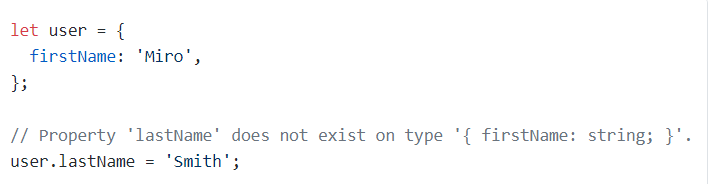 let user = {
  firstName: 'Miro',
};
// Property 'lastName' does not exist on type '{ firstName: string; }'.
user.lastName = 'Smith';